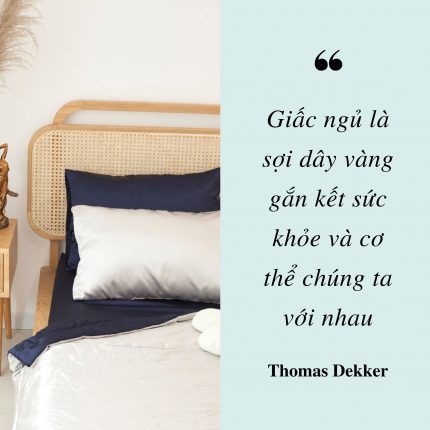 “
Giấc ngủ là
sợi dây vàng
gắn kết sức
khỏe và cơ
thể chúng ta
với nhau
Thomas Dekker